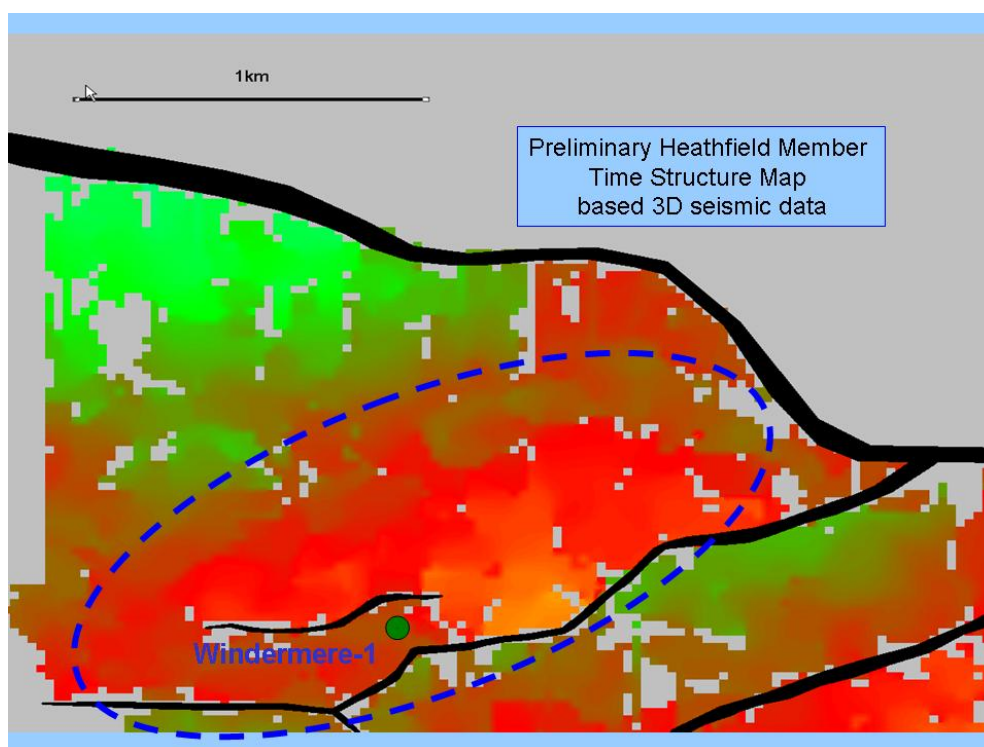 1km
Preliminary Heathfield Member
Time Structure Map
based 3D seismic data
Windermere-1